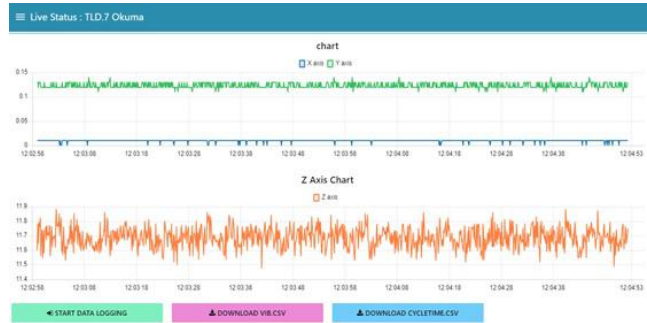 Live Status : TLD.7 Okuma
chart
X axis Y axis
0.15
0.1
0.05
0
12:02:56 12:03:08 12:03:18 12:03:28 12:03:38 12:03:48 12:03:58 12:04:08 12:04:18 12:04:28 12:04:38 12:04:53
Z Axis Chart
Z axis
11.9
11.8
11.7
11.6
11.5
11.4
12:02:56 12:03:08 12:03:18 12:03:28 12:03:38 12:03:48 12:03:58 12:04:08 12:04:18 12:04:28 12:04:38 12:04:53
START DATA LOGGING
DOWNLOAD VIB.CSV
DOWNLOAD CYCLETIME.CSV